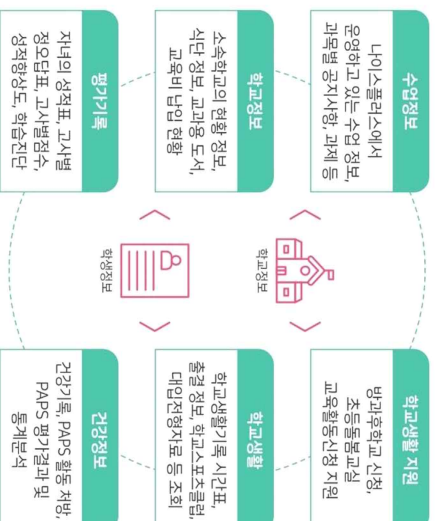 수업정보
나이스플러스에서
운영하고 있는 수업 정보,
과목별 공지사항, 과제 등
학교정보
소속학교의 현황 정보,
식단 정보, 교과용 도서,
교육비 납입 현황
평가기록
자녀의 성적표, 고사별
정오답표, 고사별점수,
성적향상도, 학습진단
학교정보
학생정보
학교생활 지원
방과후학교 신청,
초등돌봄교실
교육활동신청 지원
학교생활
학교생활기록 시간표,
출결 정보, 학교스포츠클럽,
대입전형자료 등 조회
건강정보
건강기록, PAPS 활동 처방,
PAPS 평가결과 및
통계분석